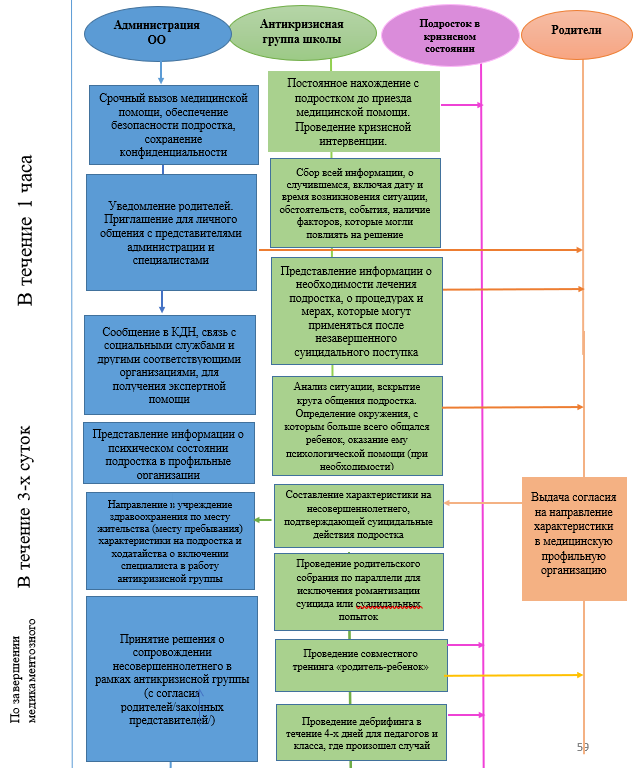 Администрация
ОО
Антикризисная
группа школы
Подросток в
кризисном
состоянии
Родители
В течение 1 часа
Срочный вызов медицинской
помощи, обеспечение
безопасности подростка,
сохранение
конфиденциальности
Постоянное нахождение с
подростком до приезда
медицинской помощи.
Проведение кризисной
интервенции.
Уведомление родителей.
Приглашение для личного
общения с представителями
администрации и
специалистами
Сбор всей информации, о
случившемся, включая дату и
время возникновения ситуации,
обстоятельств, события, наличие
факторов, которые могли
повлиять на решение
Представление информации о
необходимости лечения
подростка, о процедурах и
мерах, которые могут
применяться после
незавершенного
суицидального поступка
Сообщение в КДН, связь с
социальными службами и
другими соответствующими
организациями, для
получения экспертной
помощи
Анализ ситуации, вскрытие
круга общения подростка.
Определение окружения, с
которым больше всего общался
ребенок, оказание ему
психологической помощи (при
необходимости)
В течение 3-х суток
Представление информации о
психическом состоянии
подростка в профильные
организации
Направление в учреждение
здравоохранения по месту
жительства (месту пребывания)
характеристики на подростка и
ходатайства о включении
специалиста в работу
антикризисной группы
Составление характеристики на
несовершеннолетнего,
подтверждающей суицидальные
действия подростка
Выдача согласия
на направление
характеристики
в медицинскую
профильную
организацию
Проведение родительского
собрания по параллели для
исключения романтизации
суицида или суацидальных
попыток
По завершении
медикаментозного
Принятие решения о
сопровождении
несовершеннолетнего в
рамках антикризисной группы
(с согласия
родителей/законных
представителей/)
Проведение совместного
тренинга «родитель-ребенок»
Проведение дебрифинга в
течение 4-х дней для педагогов и
класса, где произошел случай
59